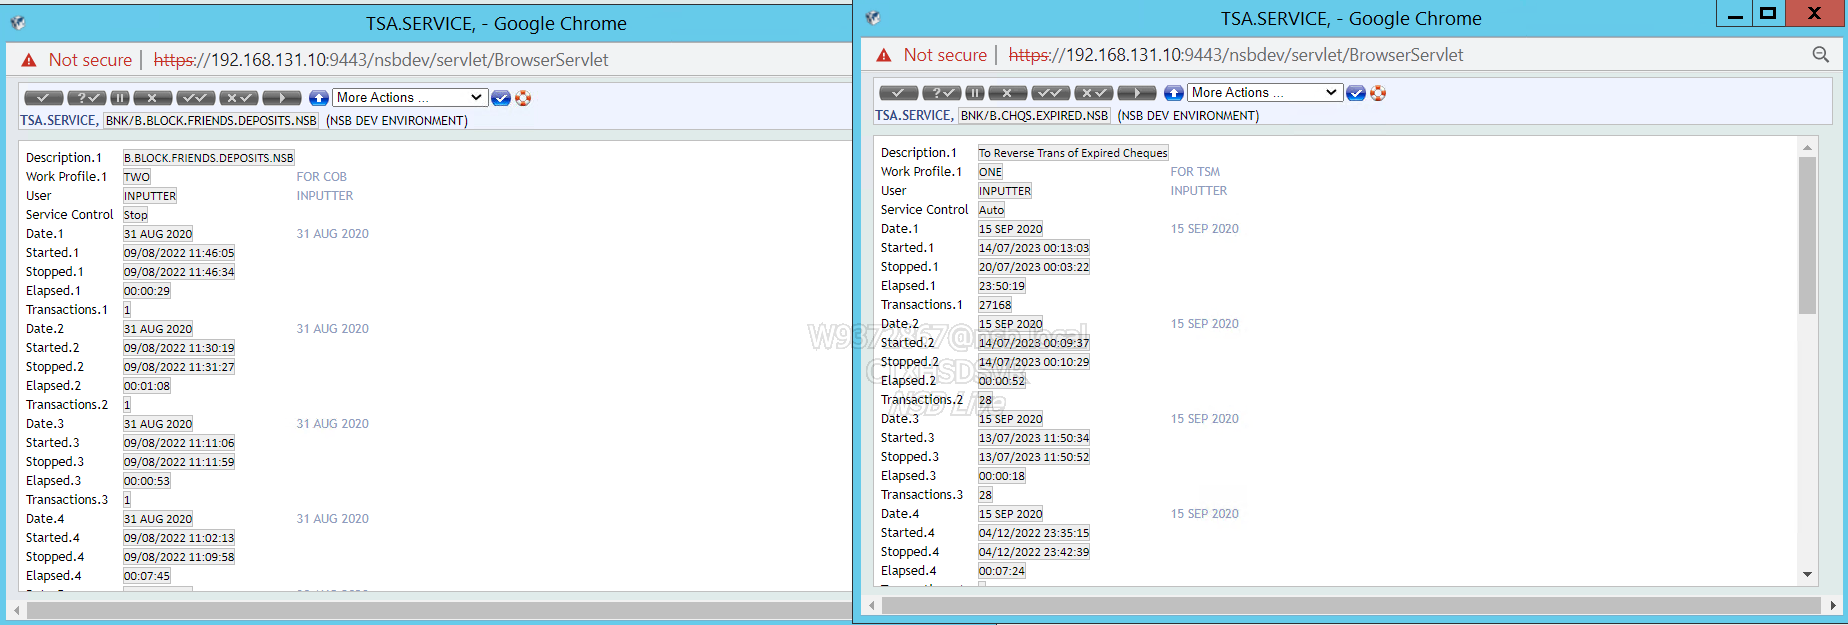 TSA.SERVICE, - Google Chrome
Not secure | https://192.168.131.10:9443/nsbdev/servlet/BrowserServlet
More Actions ...
TSA.SERVICE, BNK/B.BLOCK.FRIENDS.DEPOSITS.NSB (NSB DEV ENVIRONMENT)
Description.1 B.BLOCK.FRIENDS.DEPOSITS.NSB
Work Profile.1 TWO FOR COB
User INPUTTER INPUTTER
Service Control Stop
Date.1 31 AUG 2020 31 AUG 2020
Started.1 09/08/2022 11:46:05
Stopped.1 09/08/2022 11:46:34
Elapsed.1 00:00:29
Transactions.1 1
Date.2 31 AUG 2020 31 AUG 2020
Started.2 09/08/2022 11:30:19
Stopped.2 09/08/2022 11:31:27
Elapsed.2 00:01:08
Transactions.2 1
Date.3 31 AUG 2020 31 AUG 2020
Started.3 09/08/2022 11:11:06
Stopped.3 09/08/2022 11:11:59
Elapsed.3 00:00:53
Transactions.3 1
Date.4 31 AUG 2020 31 AUG 2020
Started.4 09/08/2022 11:02:13
Stopped.4 09/08/2022 11:09:58
Elapsed.4 00:07:45
TSA.SERVICE, - Google Chrome
Not secure | https://192.168.131.10:9443/nsbdev/servlet/BrowserServlet
More Actions ...
TSA.SERVICE, BNK/B.CHQS.EXPIRED.NSB (NSB DEV ENVIRONMENT)
Description.1 To Reverse Trans of Expired Cheques
Work Profile.1 ONE FOR TSM
User INPUTTER INPUTTER
Service Control Auto
Date.1 15 SEP 2020 15 SEP 2020
Started.1 14/07/2023 00:13:03
Stopped.1 20/07/2023 00:03:22
Elapsed.1 23:50:19
Transactions.1 27168
Date.2 15 SEP 2020 15 SEP 2020
Started.2 14/07/2023 00:09:37
Stopped.2 14/07/2023 00:10:29
Elapsed.2 00:00:52
Transactions.2 28
Date.3 15 SEP 2020 15 SEP 2020
Started.3 13/07/2023 11:50:34
Stopped.3 13/07/2023 11:50:52
Elapsed.3 00:00:18
Transactions.3 28
Date.4 15 SEP 2020 15 SEP 2020
Started.4 04/12/2022 23:35:15
Stopped.4 04/12/2022 23:42:39
Elapsed.4 00:07:24